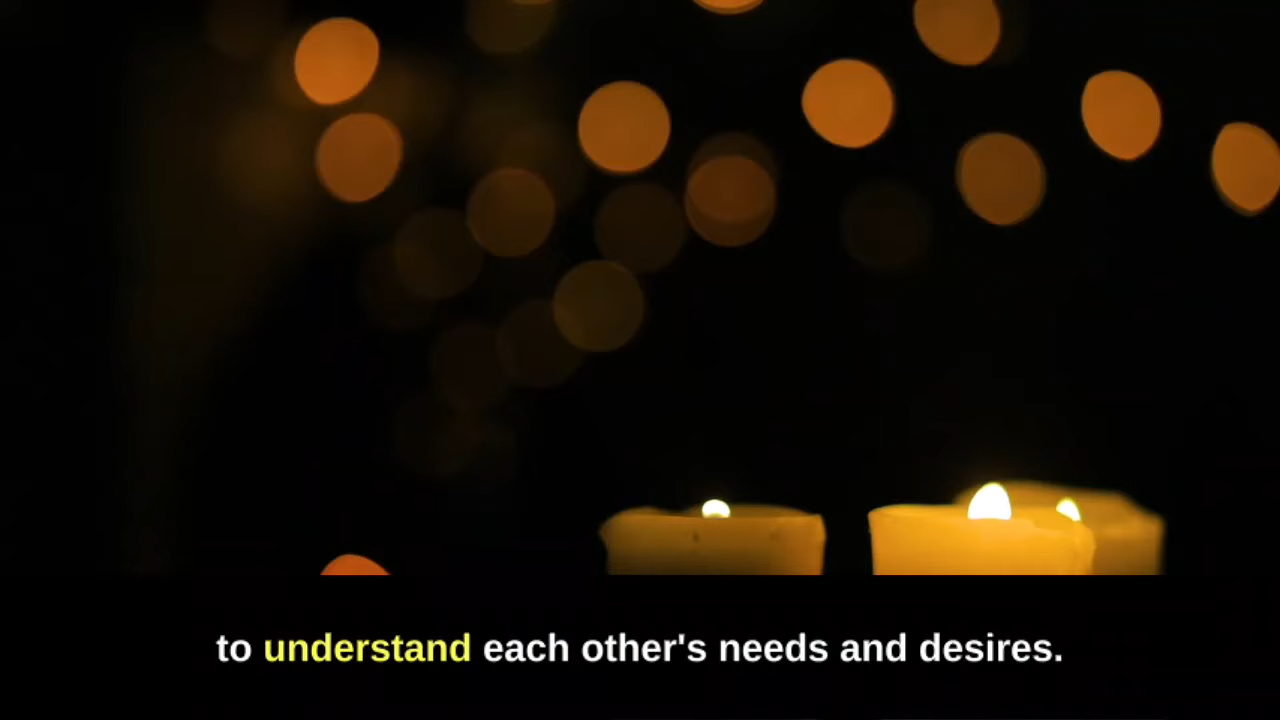 to understand each other's needs and desires.